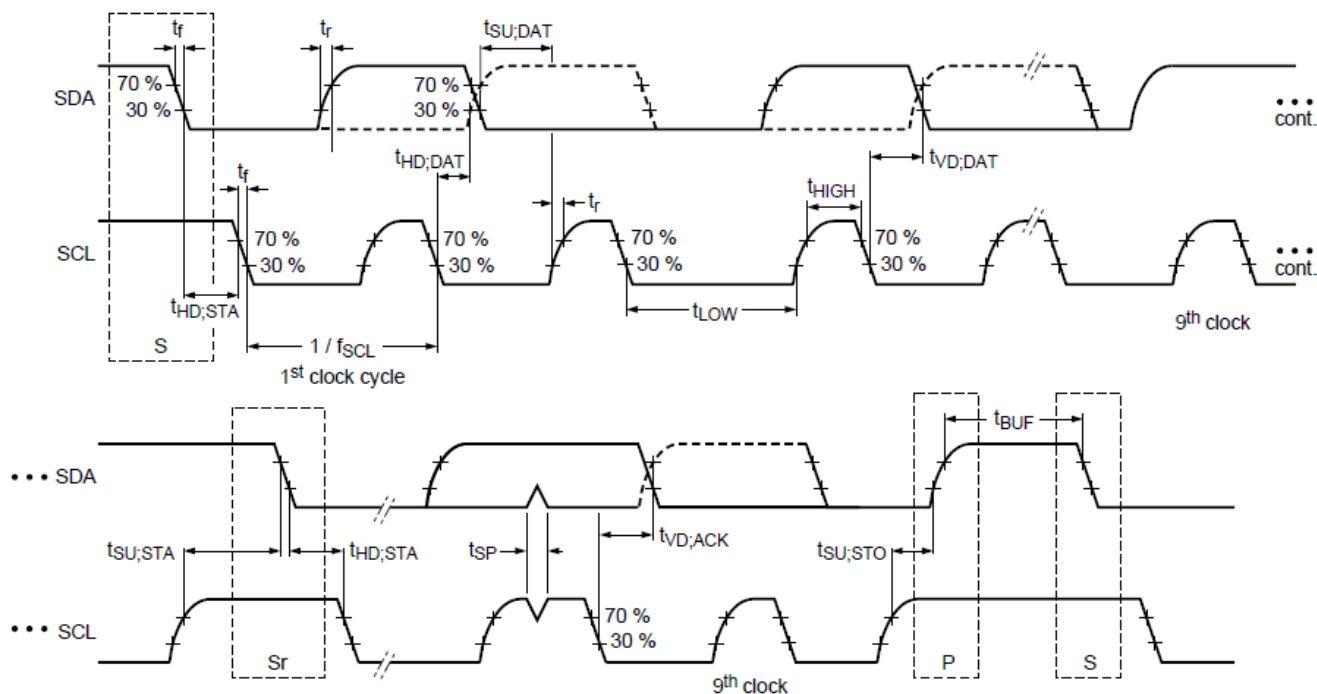 tf tr tSU;DAT
70 % 70 %
SDA
30 % 30 %
cont.
tHD;DAT tVD;DAT
tf tr tHIGH
70 % 70 % 70 % 70 %
SCL
30 % 30 % 30 % 30 %
cont.
tHD;STA tLOW
9th clock
S 1 / fSCL
1st clock cycle
tBUF
SDA
tSU;STA tHD;STA tSP tVD;ACK tSU;STO
70 %
SCL
30 %
Sr P S
9th clock